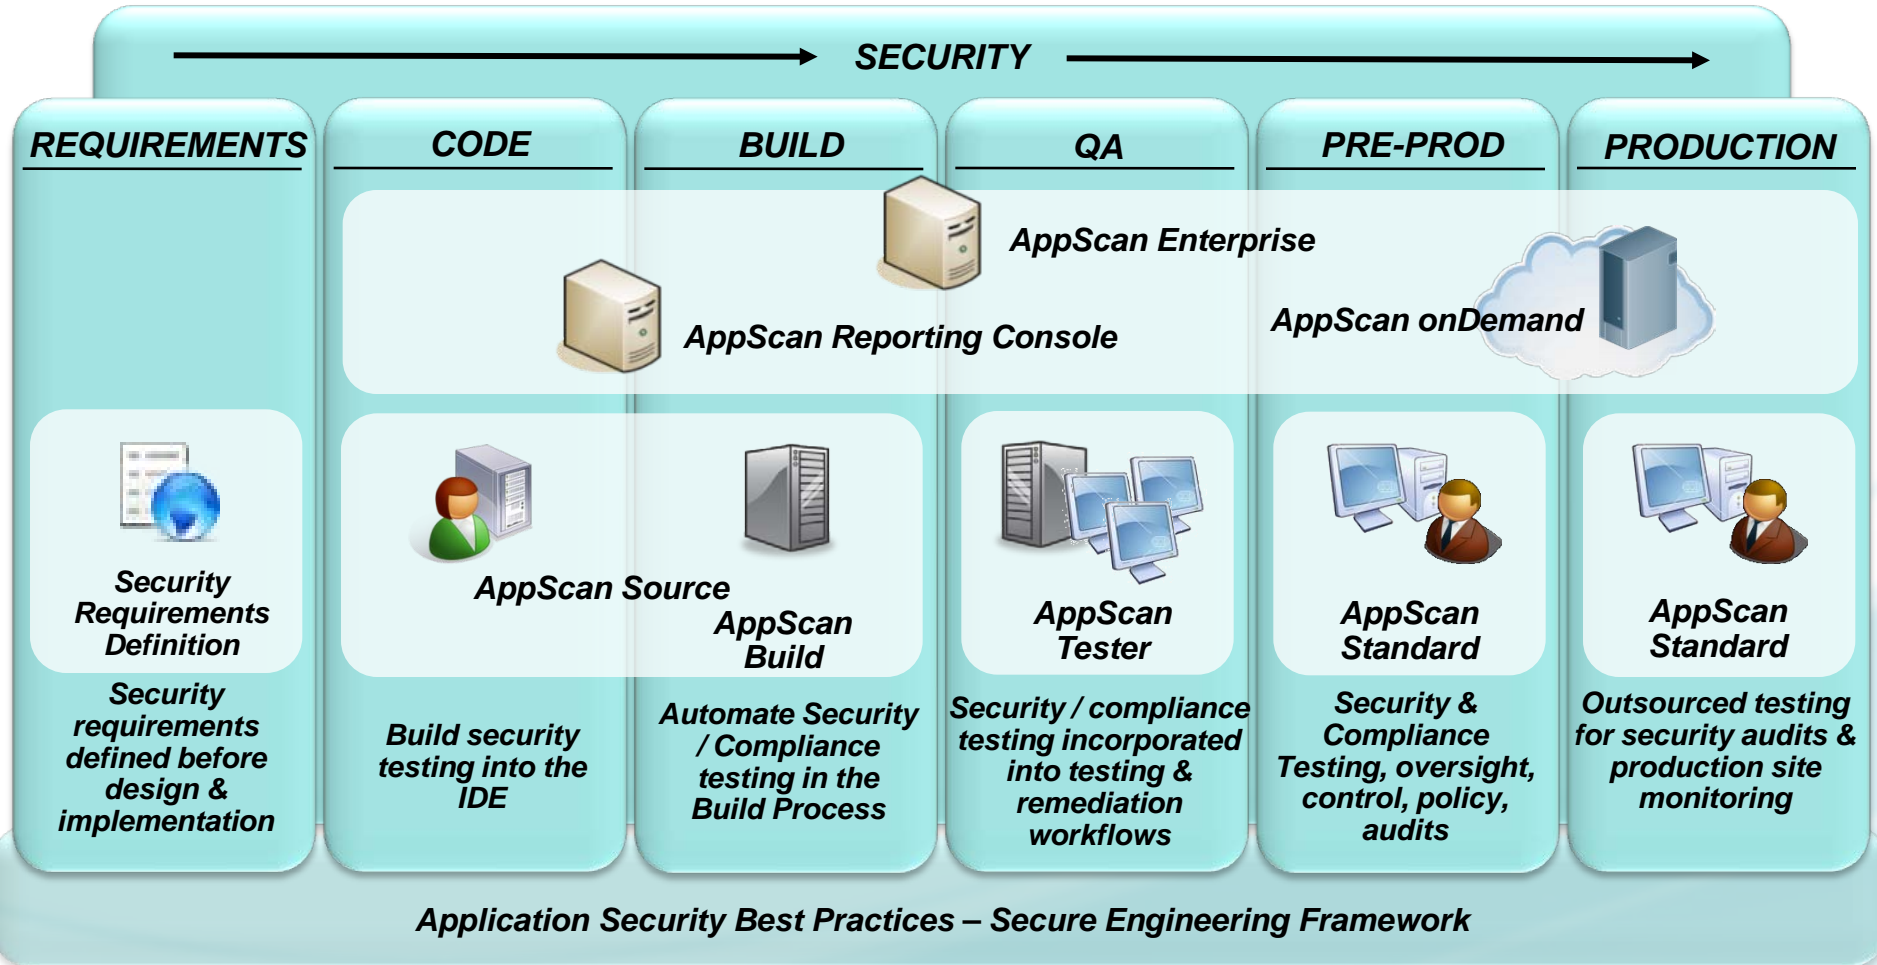 SECURITY
REQUIREMENTS
CODE
BUILD
QA
PRE-PROD
PRODUCTION
AppScan Enterprise
AppScan Reporting Console
AppScan onDemand
Security
Requirements
Definition
AppScan Source
AppScan
Build
AppScan
Tester
AppScan
Standard
AppScan
Standard
Security
requirements
defined before
design &
implementation
Build security
testing into the
IDE
Automate Security
/ Compliance
testing in the
Build Process
Security / compliance
testing incorporated
into testing &
remediation
workflows
Security &
Compliance
Testing, oversight,
control, policy,
audits
Outsourced testing
for security audits &
production site
monitoring
Application Security Best Practices – Secure Engineering Framework